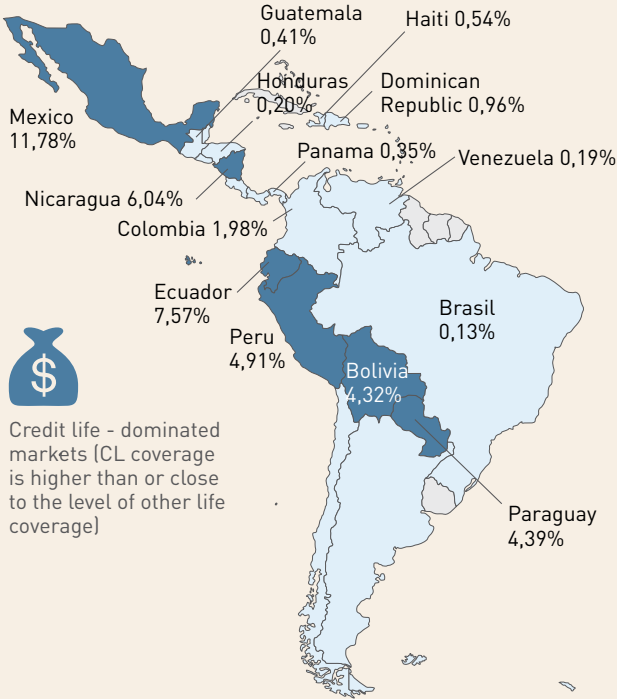 Guatemala
0,41%
Haiti 0,54%
Honduras
0,20%
Dominican
Republic 0,96%
Mexico
11,78%
Panama 0,35%
Venezuela 0,19%
Nicaragua 6,04%
Colombia 1,98%
Ecuador
7,57%
Brasil
0,13%
Peru
4,91%
Bolivia
4,32%
$
Credit life - dominated
markets (CL coverage
is higher than or close
to the level of other life
coverage)
Paraguay
4,39%